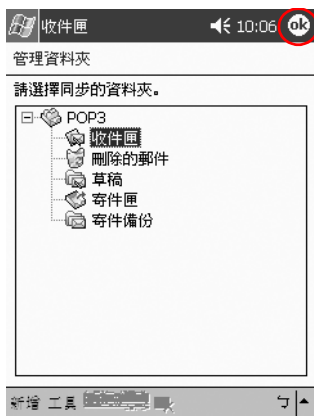 收件匣 10:06 ok
管理資料夾
請選擇同步的資料夾。
POP3
收件匣
刪除的郵件
草稿
寄件匣
寄件備份
新增 工具 ㄅ